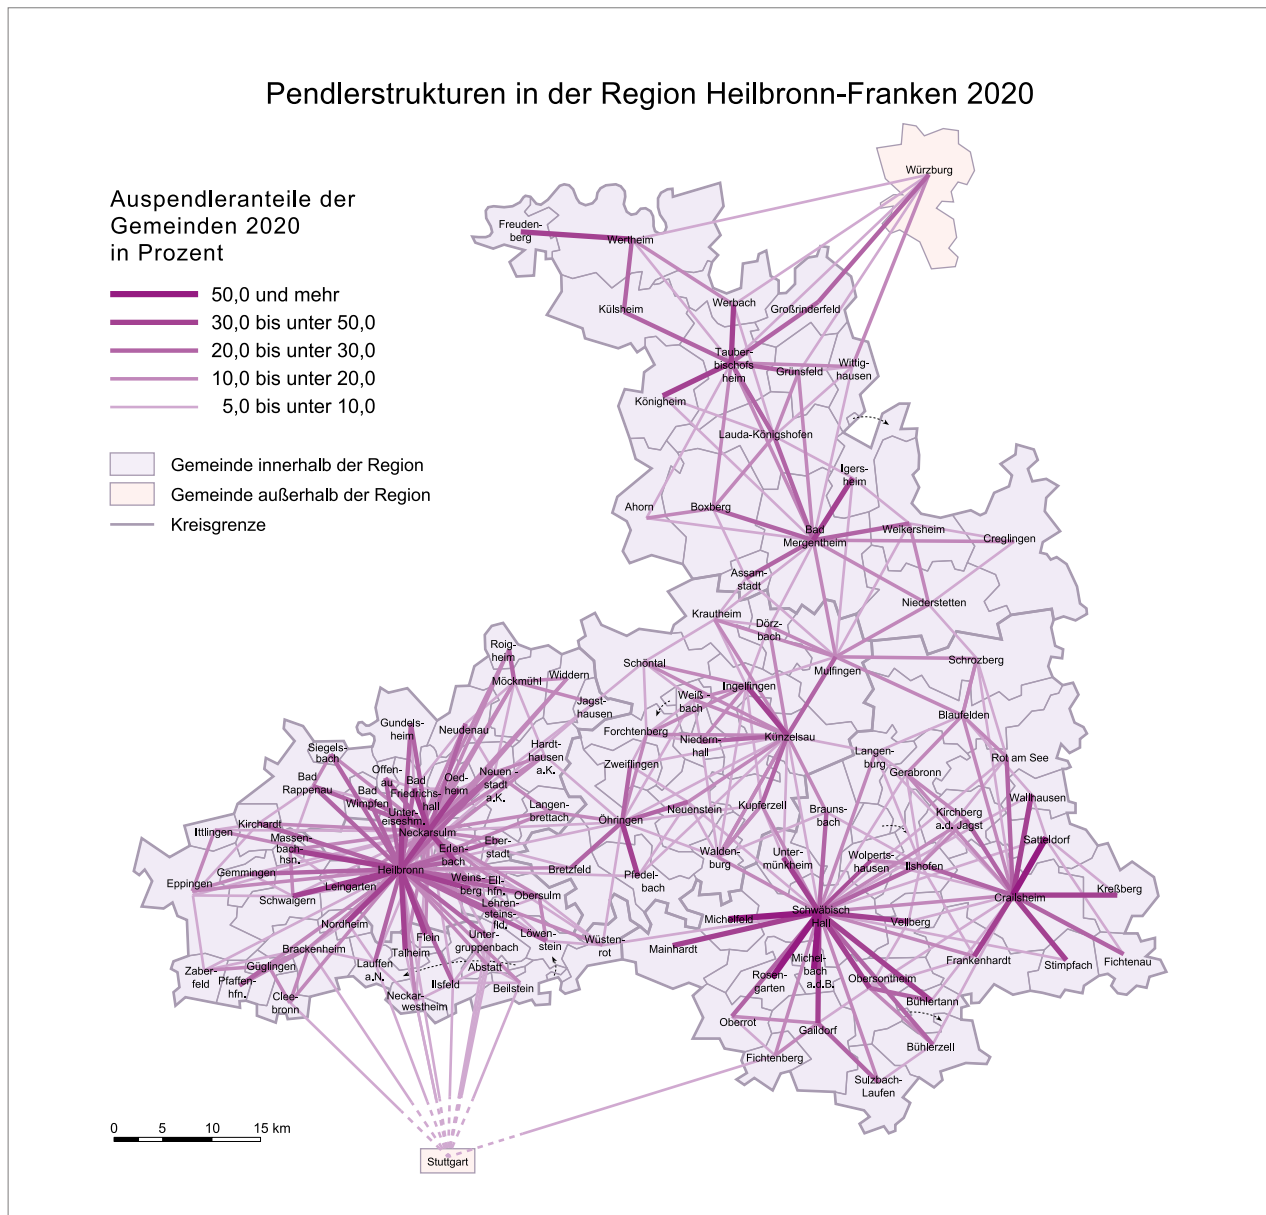 Pendlerstrukturen in der Region Heilbronn-Franken 2020
Auspendleranteile der
Gemeinden 2020
in Prozent
50,0 und mehr
30,0 bis unter 50,0
20,0 bis unter 30,0
10,0 bis unter 20,0
5,0 bis unter 10,0
Gemeinde innerhalb der Region
Gemeinde außerhalb der Region
Kreisgrenze
Würzburg
Freuden-
berg
Wertheim
Külsheim
Werbach
Großrinderfeld
Tauber-
bischofs
heim
Grünsfeld
Wittig-
hausen
Königheim
Lauda-Königshofen
Igers-
heim
Ahorn
Boxberg
Bad
Mergentheim
Weikersheim
Creglingen
Assam-
stadt
Niederstetten
Krautheim
Dörz-
bach
Roig-
heim
Möckmühl
Widdern
Schöntal
Mulfingen
Schrozberg
Jagst-
hausen
Weiß -
bach
Ingelfingen
Blaufelden
Gundels-
heim
Neudenau
Forchtenberg
Niedern-
hall
Künzelsau
Siegels-
bach
Hardt-
hausen
a.K.
Langen-
burg
Rot am See
Bad
Rappenau
Offen-
au
Bad
Wimpfen
Bad
Friedrichs-
hall
Oed-
heim
Neuen -
stadt
a.K.
Zweiflingen
Gerabronn
Wallhausen
Unter-
eiseshm.
Langen-
brettach
Öhringen
Neuenstein
Kupferzell
Brauns-
bach
Kirchberg
a.d. Jagst
Ittlingen
Kirchardt
Neckarsulm
Satteldorf
Massen-
bach-
hsn.
Erlen-
bach
Eber-
stadt
Walden-
burg
Unter-
münkheim
Wolperts-
hausen
Ilshofen
Gemmingen
Heilbronn
Bretzfeld
Pfedel-
bach
Eppingen
Leingarten
Weins-
berg
Ell-
hfn.
Obersulm
Kreßberg
Crailsheim
Schwaigern
Lehren-
steins-
fld.
Michelfeld
Schwäbisch
Hall
Vellberg
Nordheim
Flein
Unter-
gruppenbach
Löwen-
stein
Wüsten-
rot
Mainhardt
Brackenheim
Talheim
Frankenhardt
Stimpfach
Fichtenau
Zaber-
feld
Güglingen
Pfaffen-
hfn.
Lauffen
a.N.
Abstatt
Ilsfeld
Beilstein
Rosen-
garten
Michel-
bach
a.d.B.
Obersontheim
Clee-
bronn
Neckar-
westheim
Bühlertann
Oberrot
Gaildorf
Bühlerzell
Fichtenberg
Sulzbach-
Laufen
0 5 10 15 km
Stuttgart